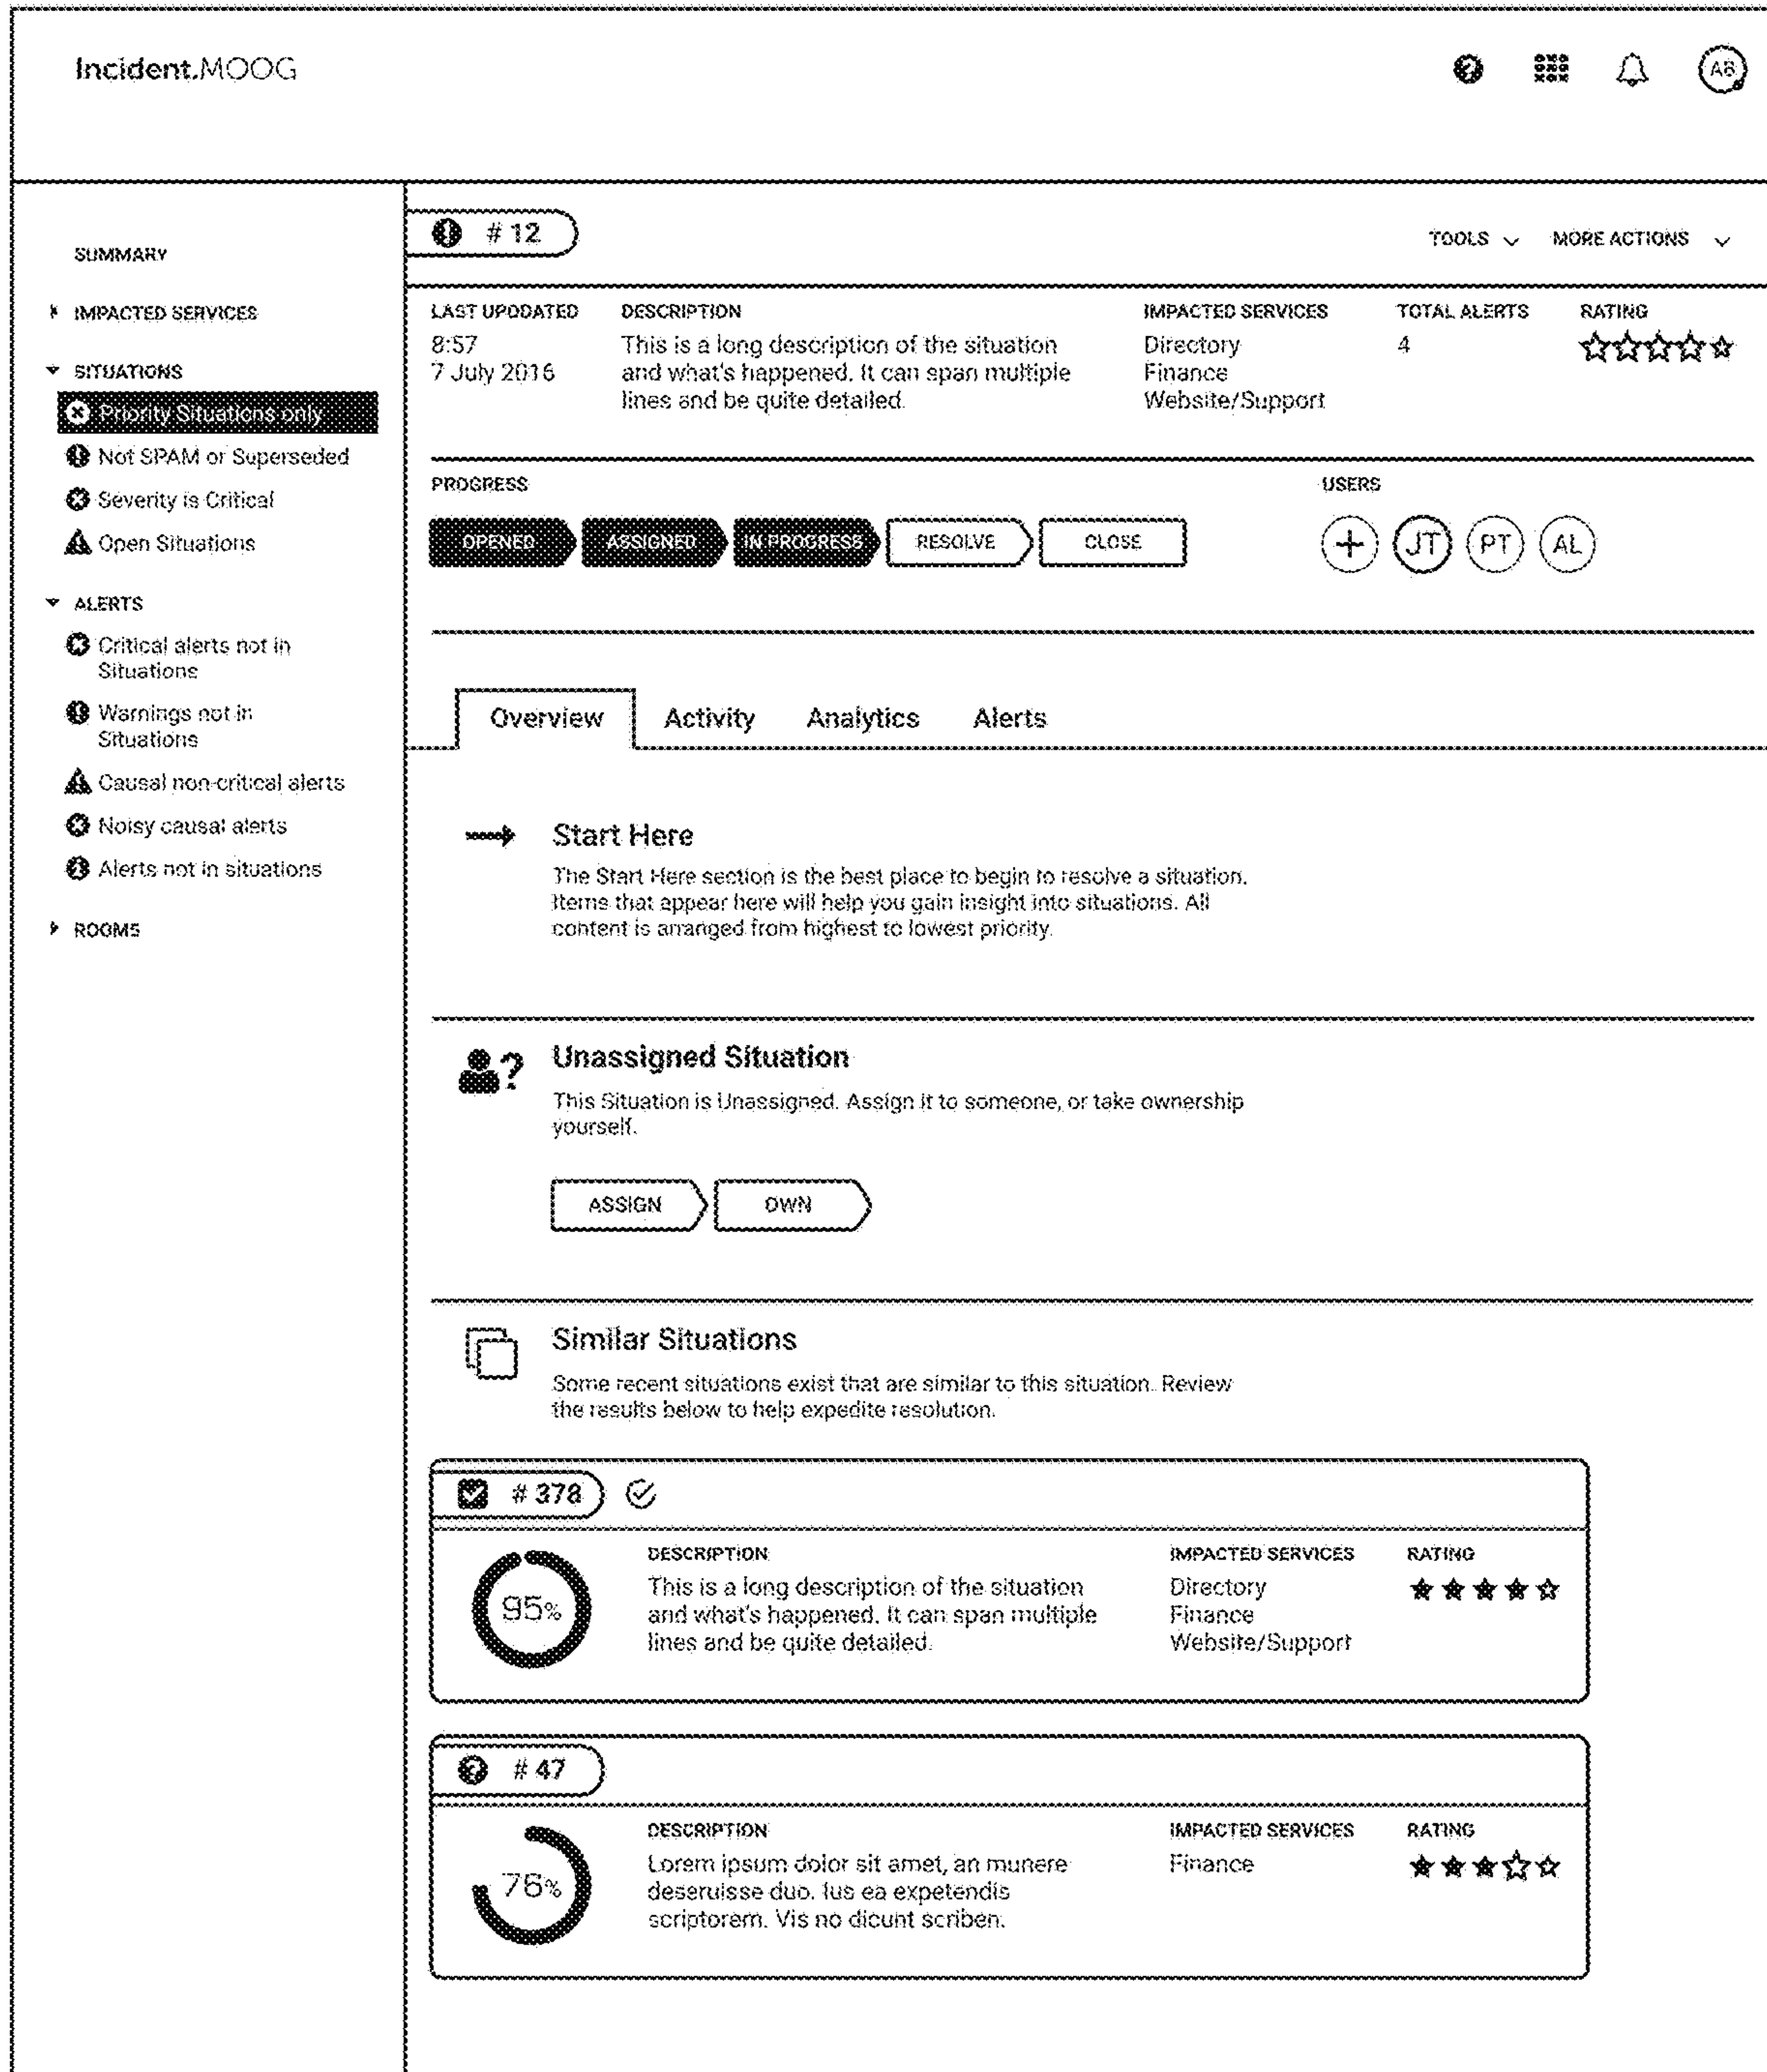 Incident.MOOG
AB
SUMMARY
IMPACTED SERVICES
SITUATIONS
Priority Situations only
Not SPAM or Superseded
Severity is Critical
Open Situations
ALERTS
Critical alerts not in
Situations
Warnings not in
Situations
Causal non-critical alerts
Noisy causal alerts
Alerts not in situations
ROOMS
# 12
TOOLS
MORE ACTIONS
LAST UPODATED
8:57
7 July 2016
DESCRIPTION
This is a long description of the situation
and what's happened. It can span multiple
lines and be quite detailed.
IMPACTED SERVICES
Directory
Finance
Website/Support
TOTAL ALERTS
4
RATING
PROGRESS
OPENED
ASSIGNED
IN PROGRESS
RESOLVE
CLOSE
USERS
+
JT
PT
AL
Overview
Activity
Analytics
Alerts
Start Here
The Start Here section is the best place to begin to resolve a situation.
Items that appear here will help you gain insight into situations. All
content is arranged from highest to lowest priority.
?
Unassigned Situation
This Situation is Unassigned. Assign it to someone, or take ownership
yourself.
ASSIGN
OWN
Similar Situations
Some recent situations exist that are similar to this situation. Review
the results below to help expedite resolution.
# 378
95%
DESCRIPTION
This is a long description of the situation
and what's happened. It can span multiple
lines and be quite detailed.
IMPACTED SERVICES
Directory
Finance
Website/Support
RATING
# 47
76%
DESCRIPTION
Lorem ipsum dolor sit amet, an munere
deseruisse duo. Ius ea expetendis
scriptorem. Vis no dicunt scriben.
IMPACTED SERVICES
Finance
RATING